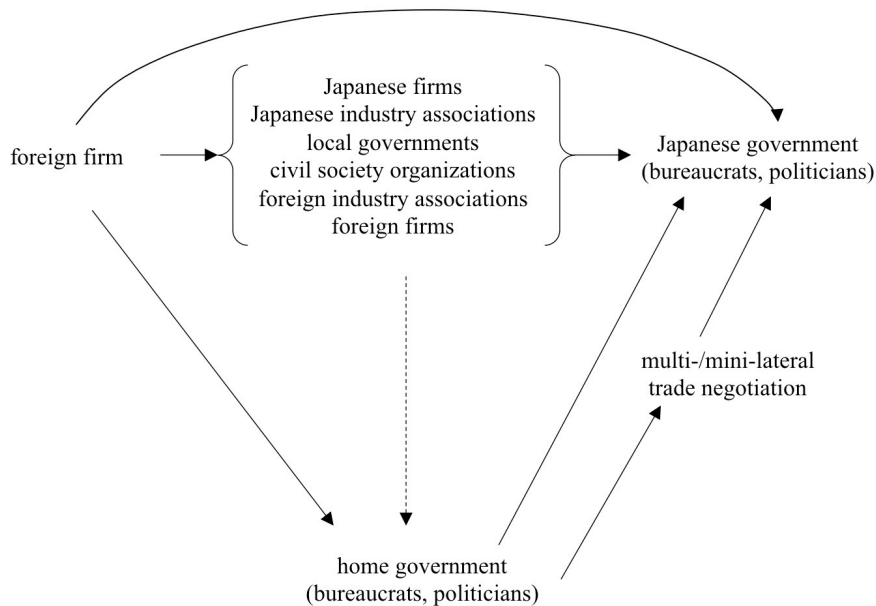 foreign firm
Japanese firms
Japanese industry associations
local governments
civil society organizations
foreign industry associations
foreign firms
Japanese government
(bureaucrats, politicians)
multi-/mini-lateral
trade negotiation
home government
(bureaucrats, politicians)